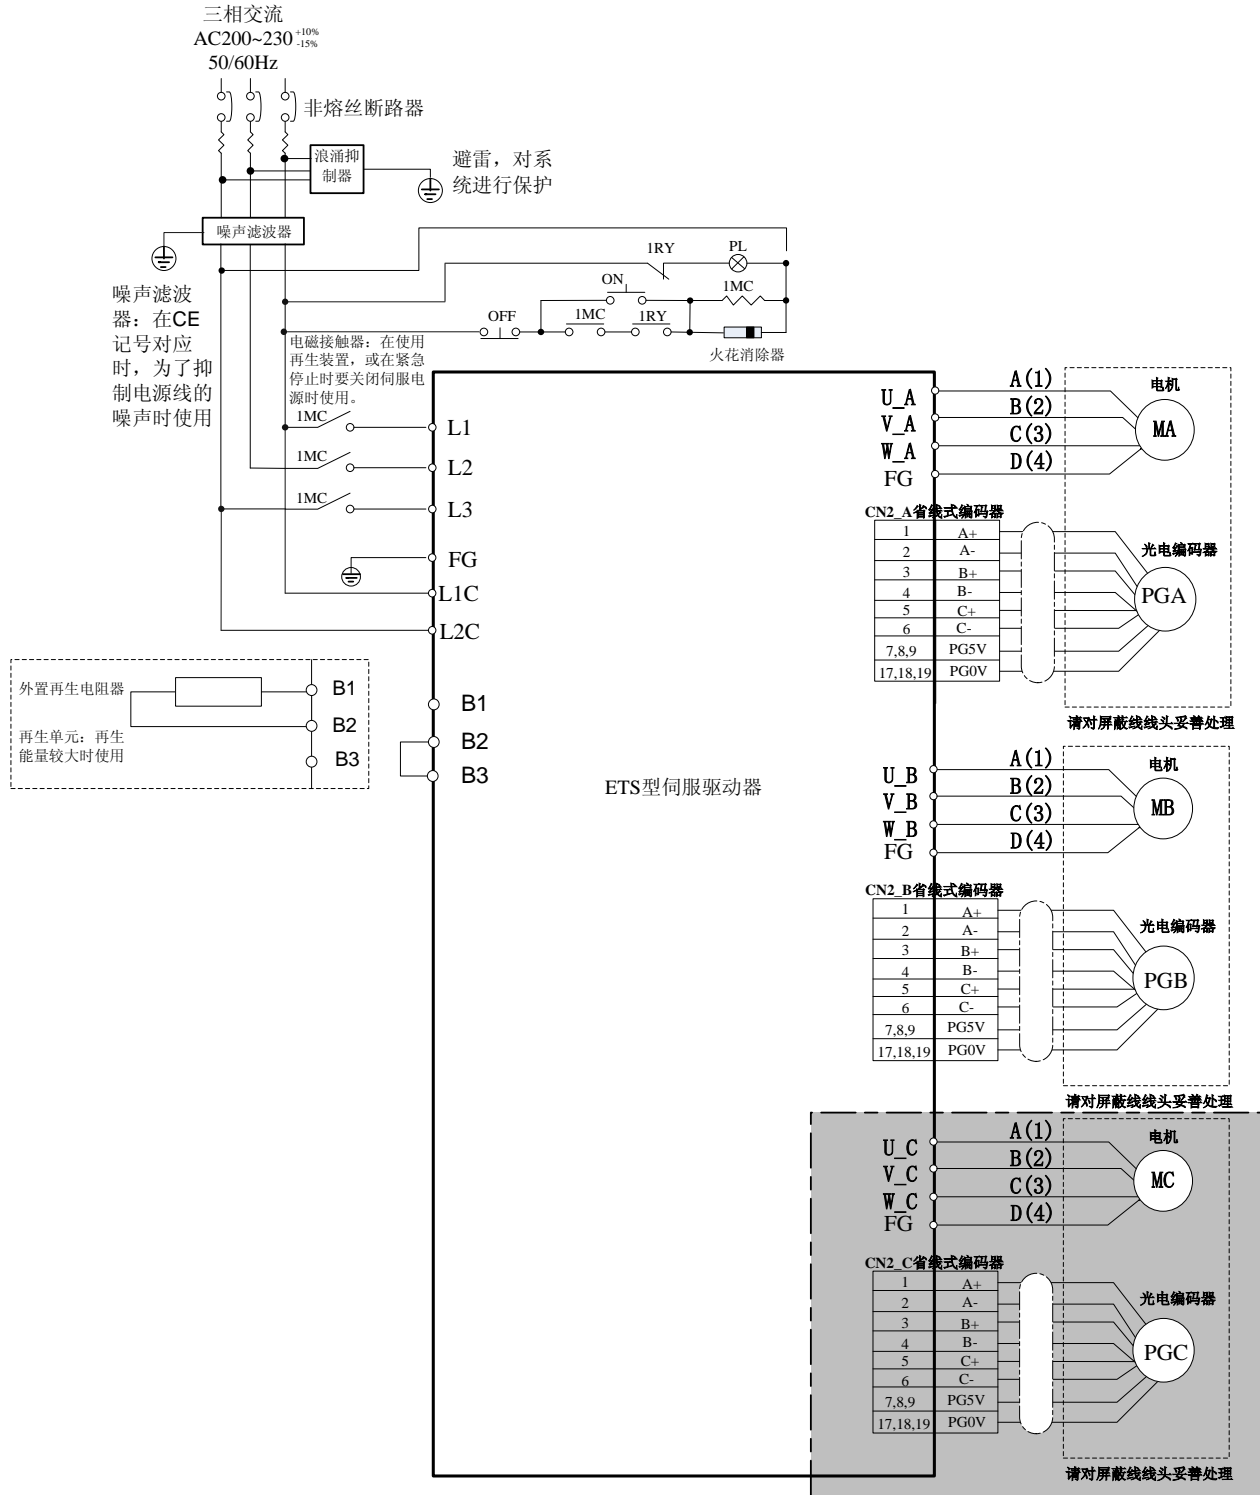 三相交流
AC200~230 +10% -15%
50/60Hz
非熔丝断路器
浪涌抑
制器
避雷，对系
统进行保护
噪声滤波器
噪声滤波
器：在CE
记号对应
时，为了抑
制电源线的
噪声时使用
1RY
PL
ON
1MC
OFF
1MC
1RY
火花消除器
电磁接触器：在使用
再生装置，或在紧急
停止时要关闭伺服电
源时使用。
1MC
L1
1MC
L2
1MC
L3
FG
L1C
L2C
外置再生电阻器
再生单元：再生
能量较大时使用
B1
B2
B3
B1
B2
B3
ETS型伺服驱动器
U_A
V_A
W_A
FG
A(1)
B(2)
C(3)
D(4)
电机
MA
CN2_A省线式编码器
1 A+
2 A-
3 B+
4 B-
5 C+
6 C-
7,8,9 PG5V
17,18,19 PG0V
光电编码器
PGA
请对屏蔽线线头妥善处理
U_B
V_B
W_B
FG
A(1)
B(2)
C(3)
D(4)
电机
MB
CN2_B省线式编码器
1 A+
2 A-
3 B+
4 B-
5 C+
6 C-
7,8,9 PG5V
17,18,19 PG0V
光电编码器
PGB
请对屏蔽线线头妥善处理
U_C
V_C
W_C
FG
A(1)
B(2)
C(3)
D(4)
电机
MC
CN2_C省线式编码器
1 A+
2 A-
3 B+
4 B-
5 C+
6 C-
7,8,9 PG5V
17,18,19 PG0V
光电编码器
PGC
请对屏蔽线线头妥善处理